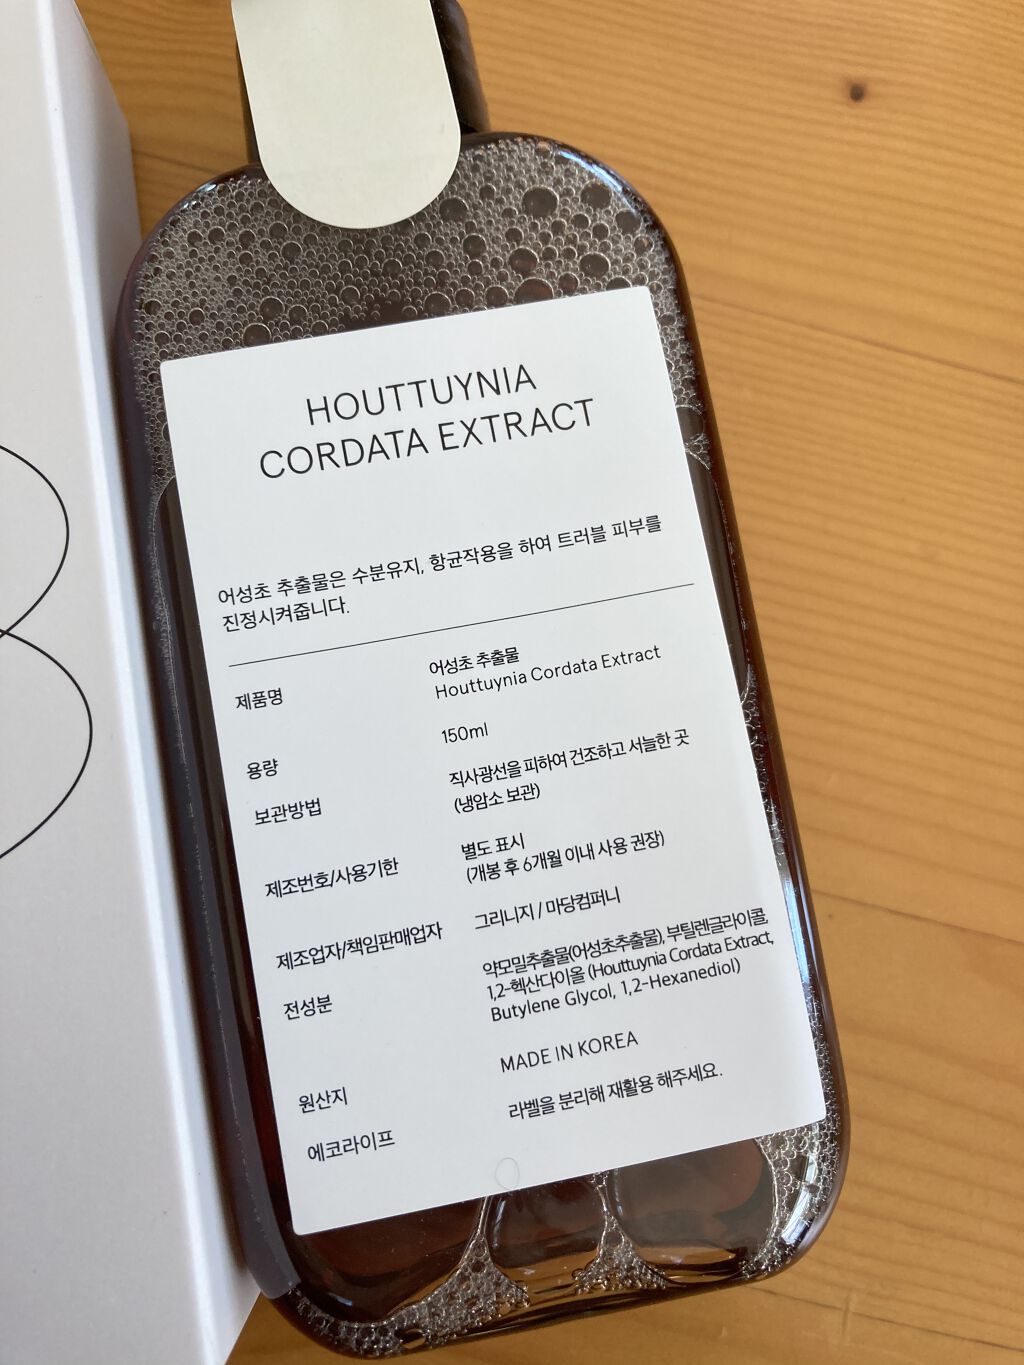 HOUTTUYNIA
CORDATA EXTRACT
어성초 추출물은 수분유지, 항균작용을 하여 트러블 피부를
진정시켜줍니다.
제품명
어성초 추출물
Houttuynia Cordata Extract
용량
150ml
보관방법
직사광선을 피하여 건조하고 서늘한 곳
(냉암소 보관)
제조번호/사용기한
별도 표시
(개봉 후 6개월 이내 사용 권장)
제조업자/책임판매업자
그리니지 / 마당컴퍼니
전성분
약모밀추출물(어성초추출물), 부틸렌글라이콜,
1,2-헥산다이올 (Houttuynia Cordata Extract,
Butylene Glycol, 1,2-Hexanediol)
원산지
MADE IN KOREA
에코라이프
라벨을 분리해 재활용 해주세요.